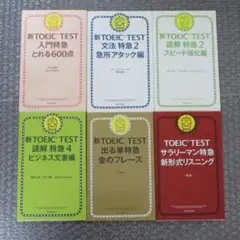 新TOEIC® TEST
入門特急
とれる600点
新TOEIC® TEST
文法 特急2
急所アタック編
新TOEIC® TEST
読解 特急2
スピード強化編
新TOEIC® TEST
読解 特急4
ビジネス文書編
新TOEIC® TEST
出る単特急
金のフレーズ
TOEIC® TEST
サラリーマン特急
新形式リスニング